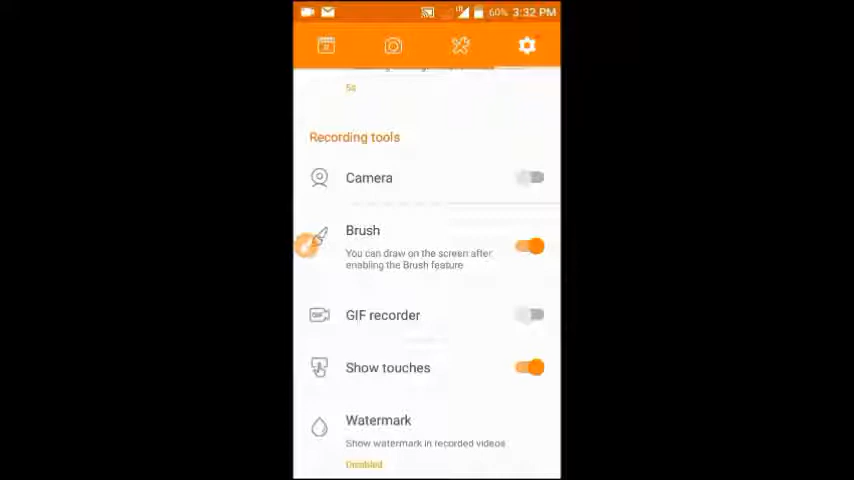 60% 3:32 PM
5s
Recording tools
Camera
Brush
You can draw on the screen after
enabling the Brush feature
GIF recorder
Show touches
Watermark
Show watermark in recorded videos
Disabled